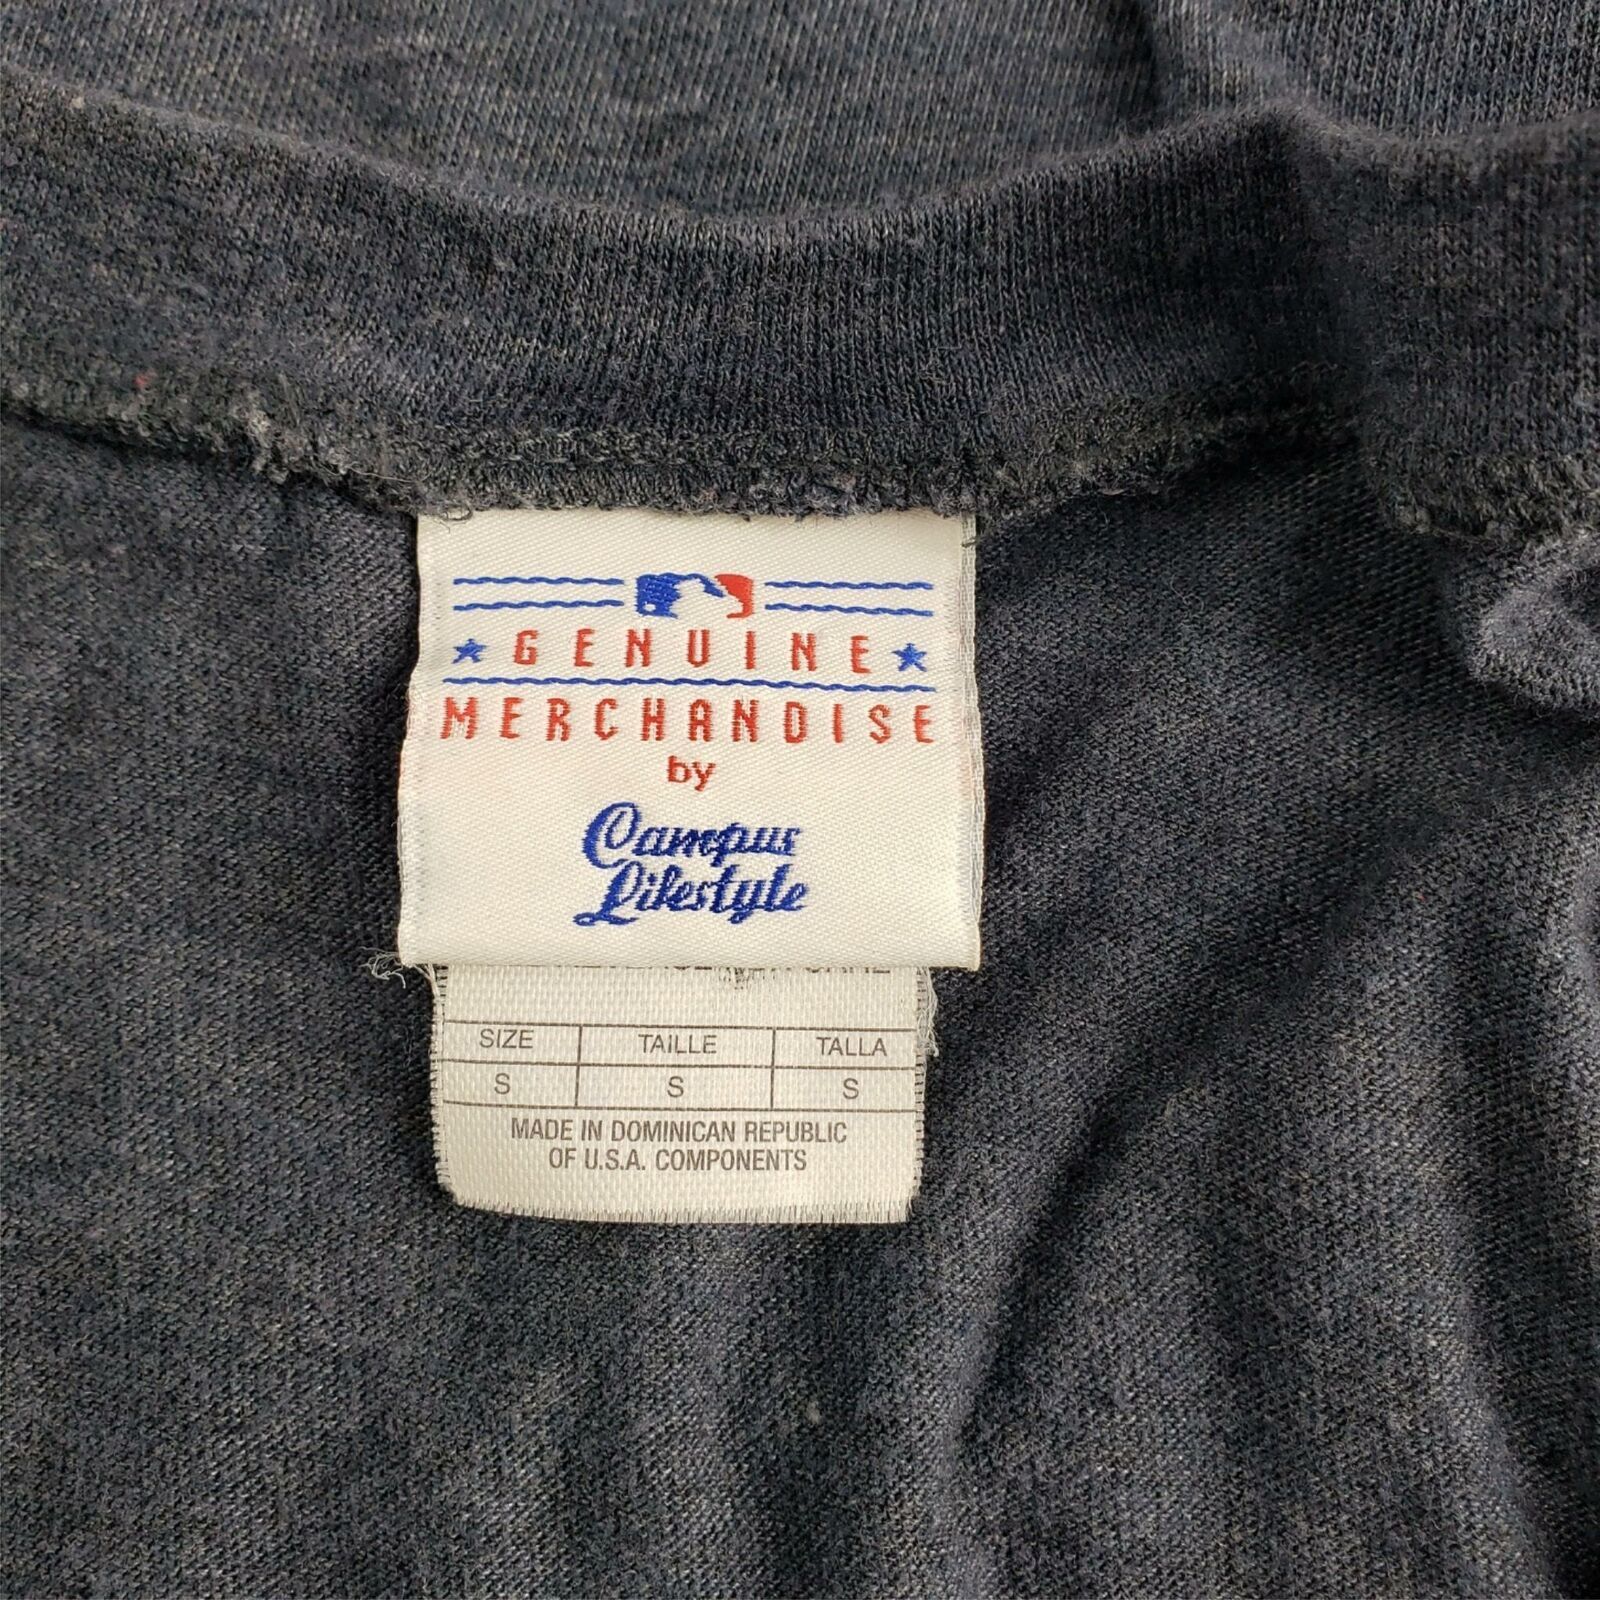 GENUINE
MERCHANDISE
by
Campus
Lifestyle
SIZE TAILLE TALLA
S S S
MADE IN DOMINICAN REPUBLIC
OF U.S.A. COMPONENTS